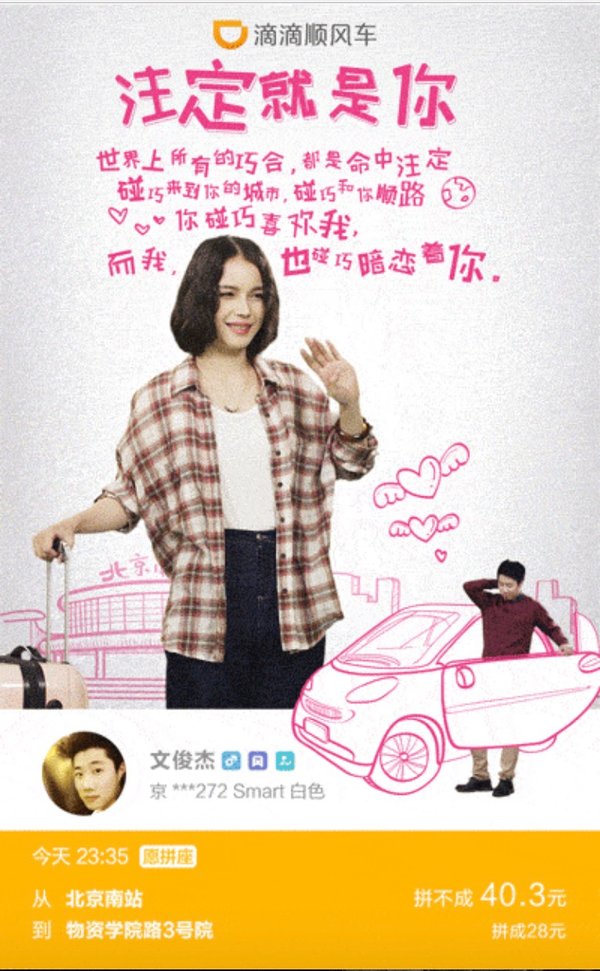 滴滴顺风车
注定就是你
世界上所有的巧合,都是命中注定
碰巧来到你的城市,碰巧和你顺路
你碰巧喜欢我,
而我,也碰巧暗恋着你。
北京
文俊杰
京 ***272 Smart 白色
今天 23:35 愿拼座
从 北京南站 拼不成 40.3元
到 物资学院路3号院 拼成28元